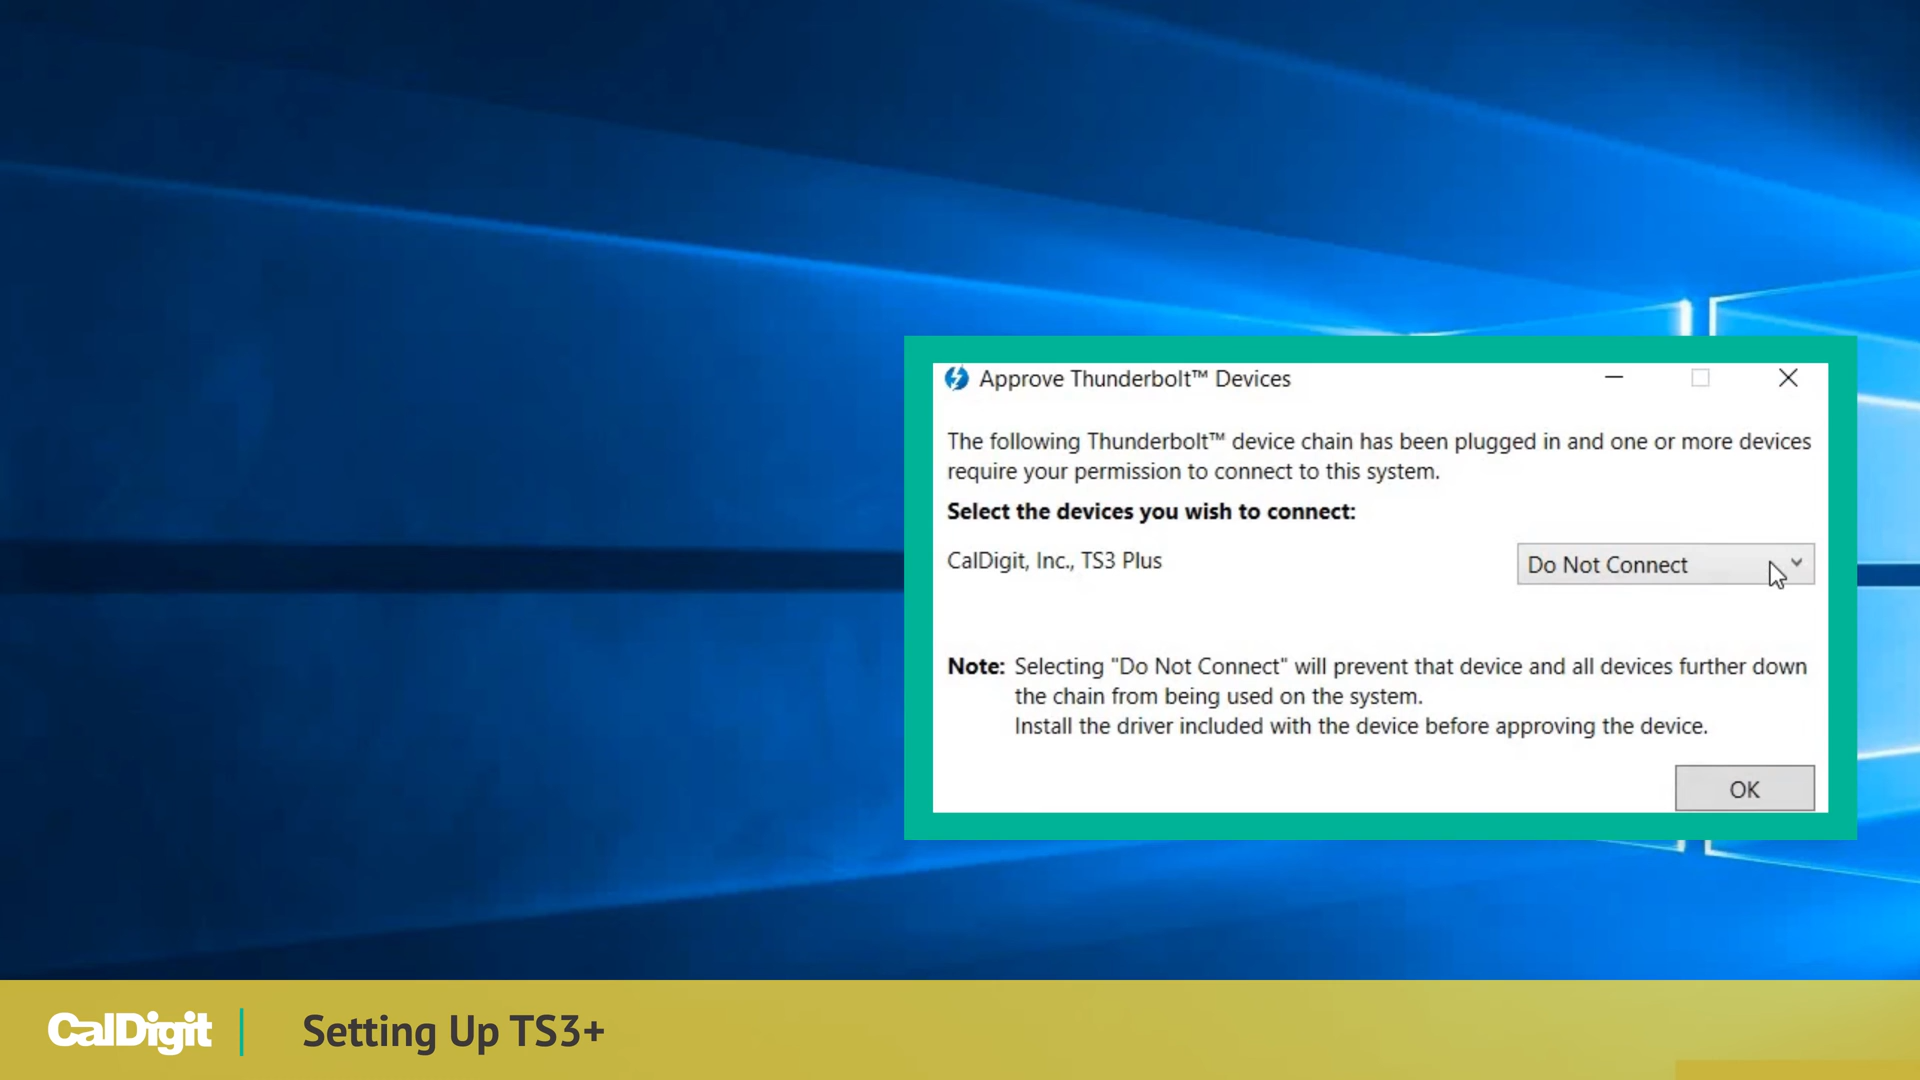 Approve Thunderbolt™ Devices
The following Thunderbolt™ device chain has been plugged in and one or more devices
require your permission to connect to this system.
Select the devices you wish to connect:
CalDigit, Inc., TS3 Plus
Do Not Connect
Note: Selecting "Do Not Connect" will prevent that device and all devices further down
the chain from being used on the system.
Install the driver included with the device before approving the device.
OK
CalDigit
Setting Up TS3+